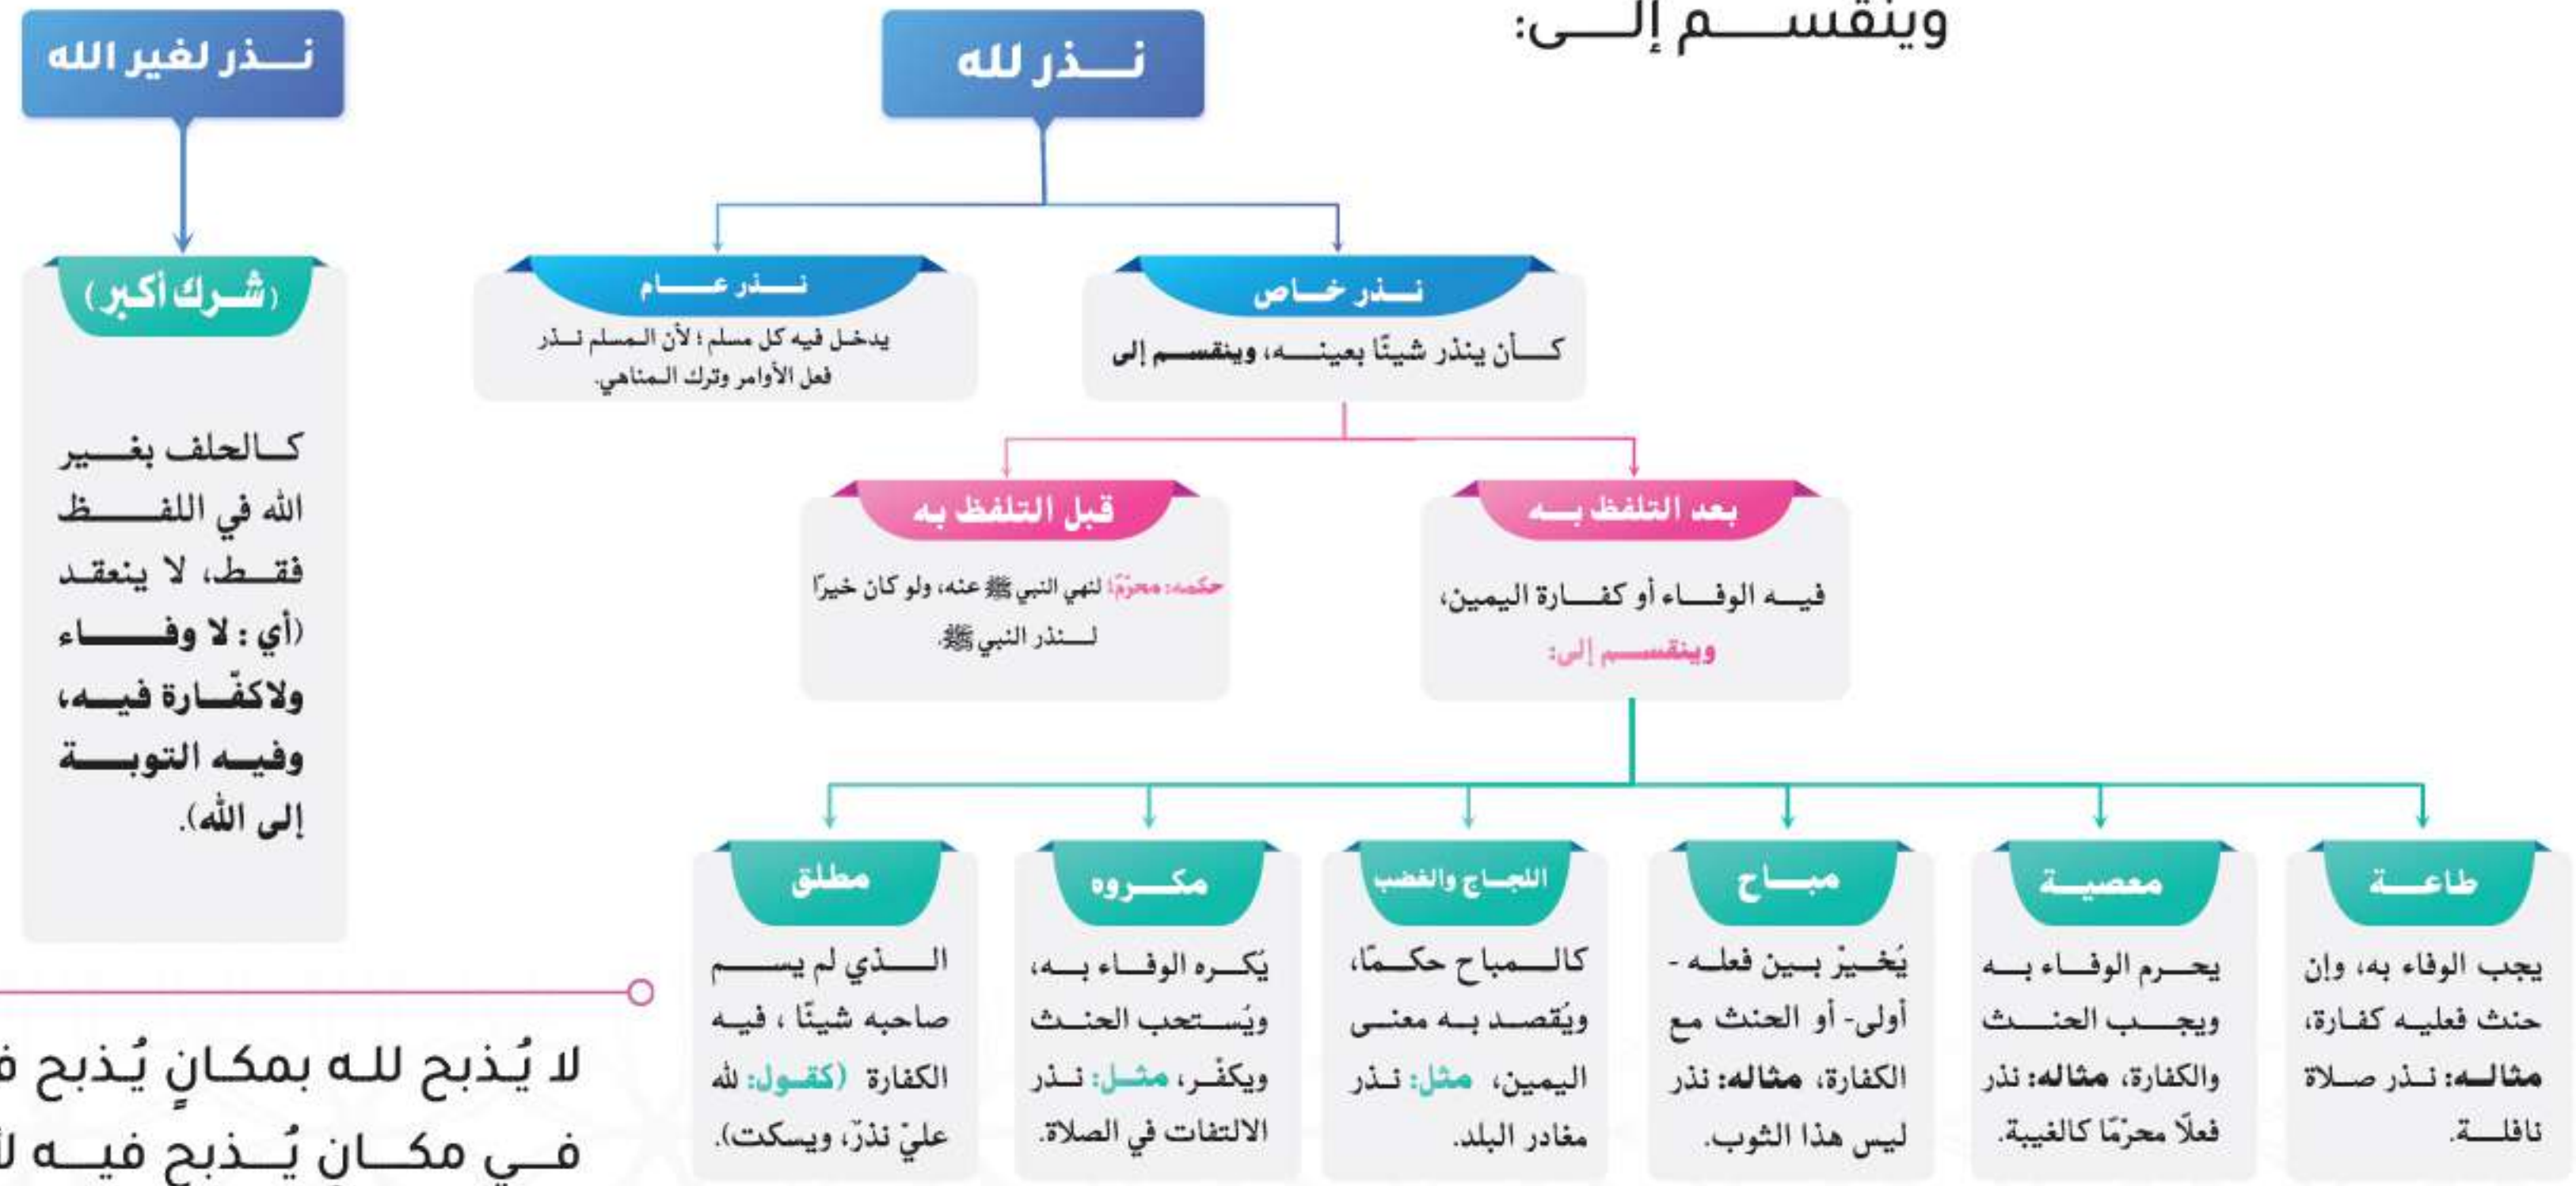 وينقسم إلى:
نذر لله
نذر لغير الله
نذر خاص
كأن ينذر شيئًا بعينه، وينقسم إلى
نذر عام
يدخل فيه كل مسلم؛ لأن المسلم نذر
فعل الأوامر وترك المناهي.
(شرك أكبر)
كالحلف بغير
الله في اللفظ
فقط، لا ينعقد
(أي: لا وفاء
ولاكفّارة فيه،
وفيه التوبة
إلى الله).
بعد التلفظ به
فيه الوفاء أو كفارة اليمين،
وينقسم إلى:
قبل التلفظ به
حكمه: محرّم؛ لنهي النبي ﷺ عنه، ولو كان خيرًا
لنذر النبي ﷺ.
طاعة
يجب الوفاء به، وإن
حنث فعليه كفارة،
مثاله: نذر صلاة
نافلة.
معصية
يحرم الوفاء به
ويجب الحنث
والكفارة، مثاله: نذر
فعلًا محرّمًا كالغيبة.
مباح
يُخيرّ بين فعله -
أولى- أو الحنث مع
الكفارة، مثاله: نذر
لبس هذا الثوب.
اللجاج والغضب
كالمباح حكمًا،
ويُقصد به معنى
اليمين، مثل: نذر
مغادر البلد.
مكروه
يُكره الوفاء به،
ويُستحب الحنث
ويكفّر، مثل: نذر
الالتفات في الصلاة.
مطلق
الذي لم يسم
صاحبه شيئًا ، فيه
الكفارة (كقول: لله
عليّ نذرٌ، ويسكت).
لا يُذبح لله بمكانٍ يُذبح
في مكانٍ يُذبح فيه